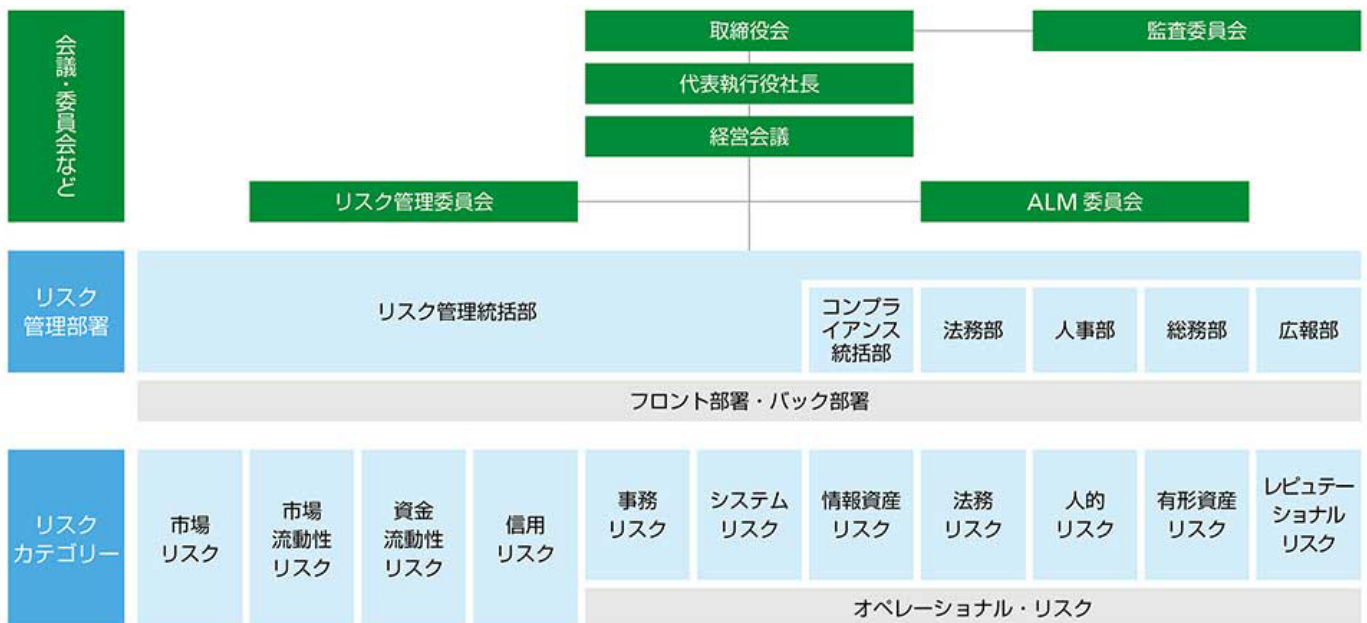 会議・委員会など
取締役会
監査委員会
代表執行役社長
経営会議
リスク管理委員会
ALM 委員会
リスク
管理部署
リスク管理統括部
コンプラ
イアンス
統括部
法務部
人事部
総務部
広報部
フロント部署・バック部署
リスク
カテゴリー
市場
リスク
市場
流動性
リスク
資金
流動性
リスク
信用
リスク
事務
リスク
システム
リスク
情報資産
リスク
法務
リスク
人的
リスク
有形資産
リスク
レピュテー
ショナル
リスク
オペレーショナル・リスク